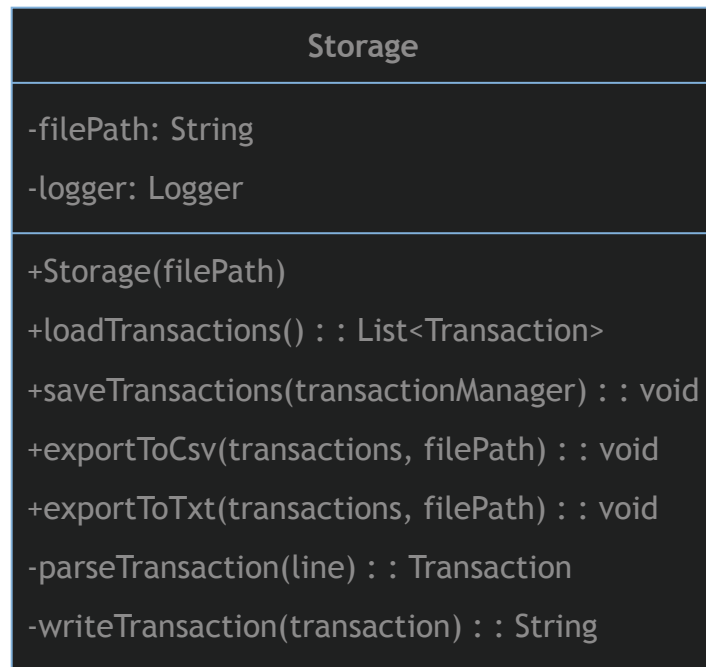 Storage
-filePath: String
-logger: Logger
+Storage(filePath)
+loadTransactions() : : List<Transaction>
+saveTransactions(transactionManager) : : void
+exportToCsv(transactions, filePath) : : void
+exportToTxt(transactions, filePath) : : void
-parseTransaction(line) : : Transaction
-writeTransaction(transaction) : : String